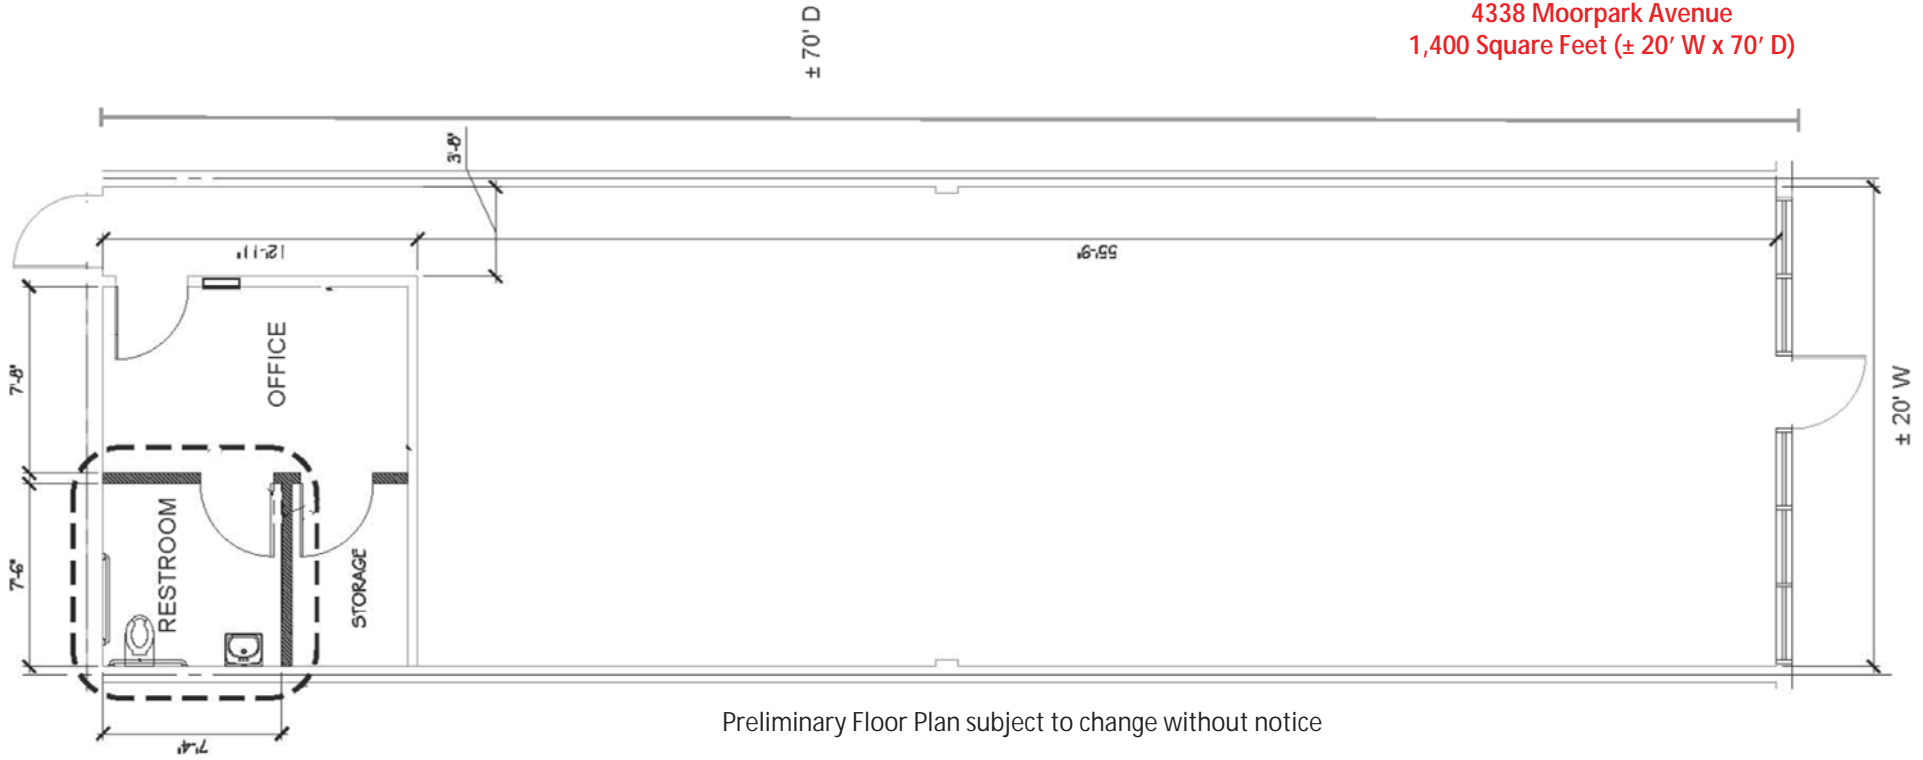 4338 Moorpark Avenue
1,400 Square Feet (± 20' W x 70' D)
± 70' D
3'-8"
12'-11"
55'-9"
7'-8"
OFFICE
± 20' W
RESTROOM
7'-6"
STORAGE
Preliminary Floor Plan subject to change without notice
7'-4"